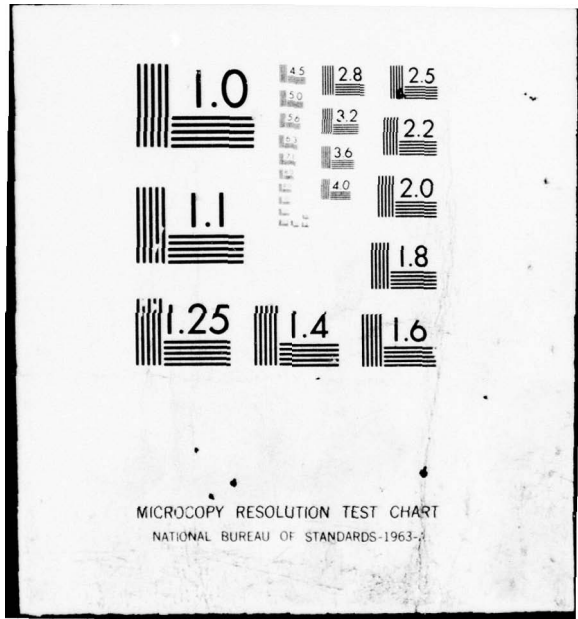 1.0
4.5 2.8 2.5
5.0
5.6 3.2 2.2
6.3
3.6
4.0 2.0
1.1
1.8
1.25 1.4 1.6
MICROCOPY RESOLUTION TEST CHART
NATIONAL BUREAU OF STANDARDS-1963-